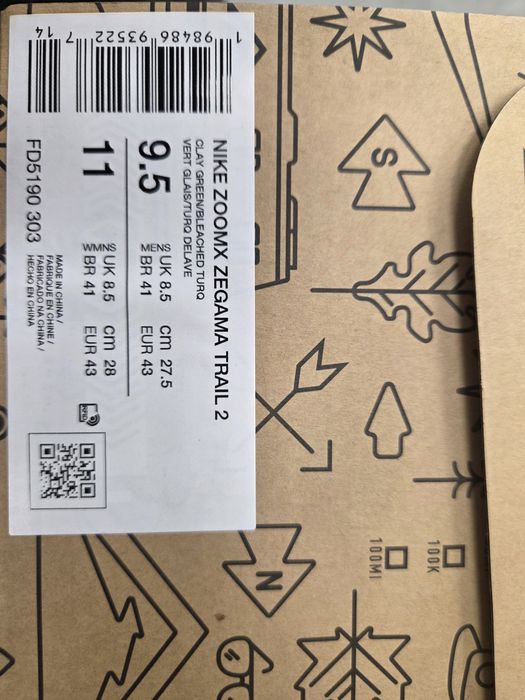 NIKE ZOOMX ZEGAMA TRAIL 2
CLAY GREEN/BLEACHED TURQ
VERT GLAIS/TURQ DELAVE
9.5 MENS UK 8.5 cm 27.5
BR 41 EUR 43
11 WMNS UK 8.5 cm 28
BR 41 EUR 43
MADE IN CHINA /
FABRIQUE EN CHINE /
FABRICADO NA CHINA /
HECHO EN CHINA
FD5190 303
1 98486 93522 7 14
S
N
100K
100MI